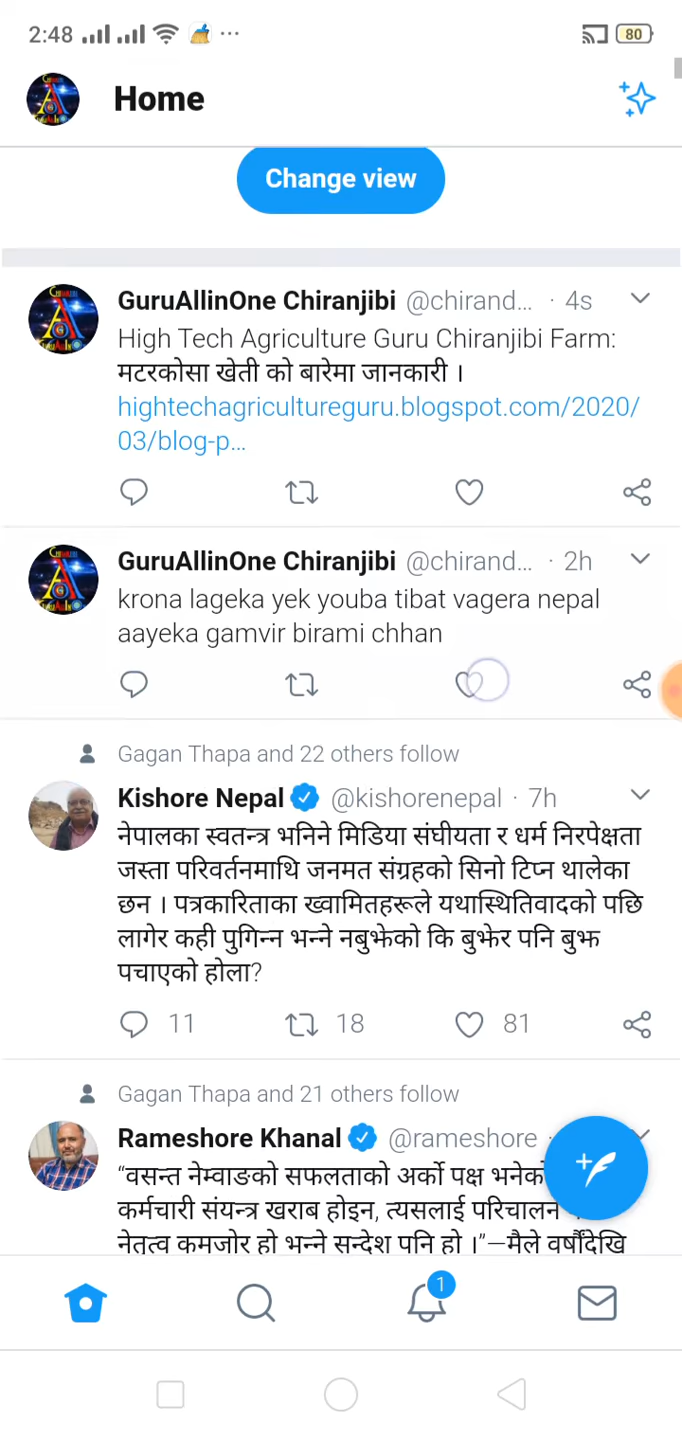 2:48
80
Home
Change view
GuruAllinOne Chiranjibi @chirand... · 4s
High Tech Agriculture Guru Chiranjibi Farm:
मटरकोसा खेती को बारेमा जानकारी ।
hightechagricultureguru.blogspot.com/2020/
03/blog-p...
GuruAllinOne Chiranjibi @chirand... · 2h
krona lageka yek youba tibat vagera nepal
aayeka gamvir birami chhan
Gagan Thapa and 22 others follow
Kishore Nepal @kishorenepal · 7h
नेपालका स्वतन्त्र भनिने मिडिया संघीयता र धर्म निरपेक्षता
जस्ता परिवर्तनमाथि जनमत संग्रहको सिनो टिप्न थालेका
छन । पत्रकारिताका ख्वामितहरूले यथास्थितिवादको पछि
लागेर कही पुगिन्न भन्ने नबुझेको कि बुझेर पनि बुझ
पचाएको होला?
11 18 81
Gagan Thapa and 21 others follow
Rameshore Khanal @rameshore ·
“वसन्त नेम्वाङको सफलताको अर्को पक्ष भनेको
कर्मचारी संयन्त्र खराब होइन, त्यसलाई परिचालन
नेतृत्व कमजोर हो भन्ने सन्देश पनि हो ।”—मैले वर्षौंदेखि
1